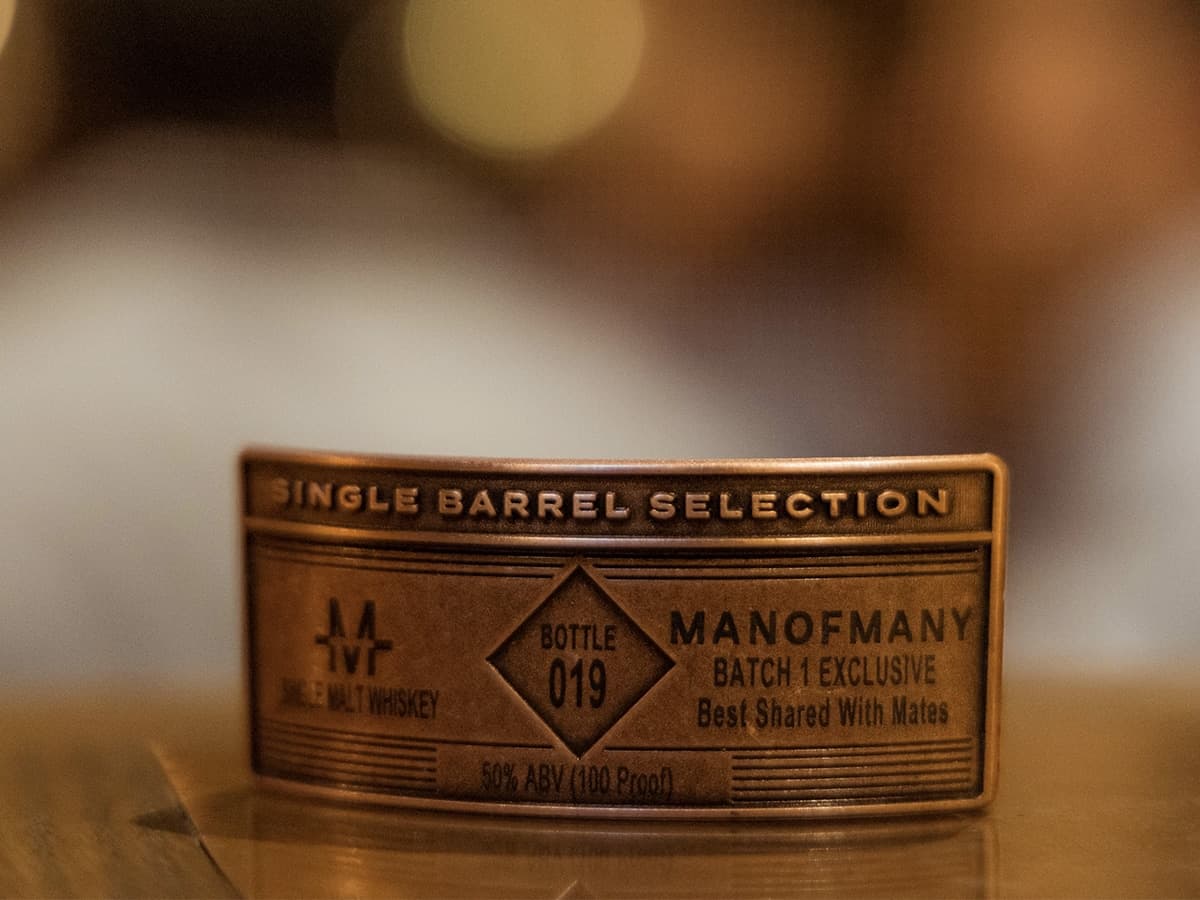 SINGLE BARREL SELECTION
M
SINGLE MALT WHISKEY
BOTTLE
019
MANOFMANY
BATCH 1 EXCLUSIVE
Best Shared With Mates
50% ABV (100 Proof)